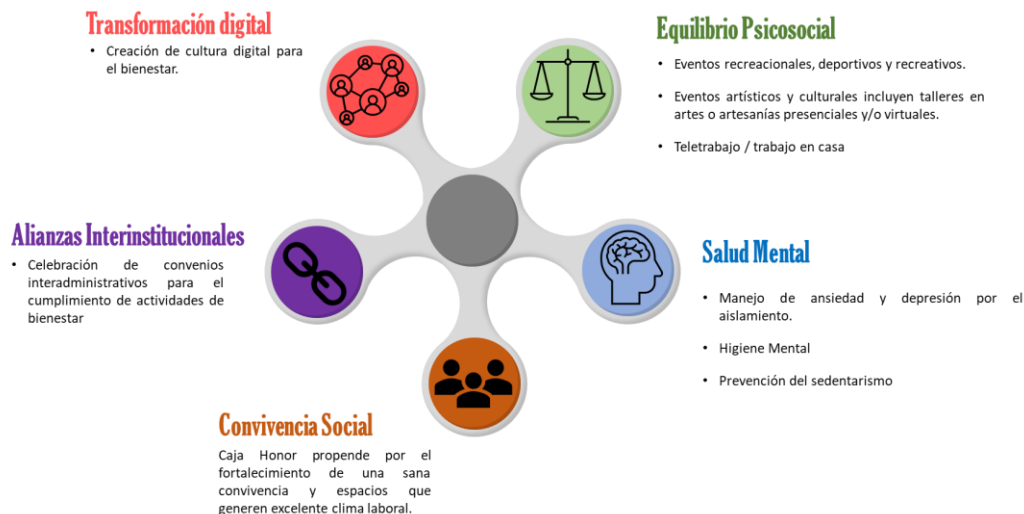 Transformación digital
• Creación de cultura digital para
el bienestar.
Equilibrio Psicosocial
• Eventos recreacionales, deportivos y recreativos.
• Eventos artísticos y culturales incluyen talleres en
artes o artesanías presenciales y/o virtuales.
• Teletrabajo / trabajo en casa
Alianzas Interinstitucionales
• Celebración de convenios
interadministrativos para el
cumplimiento de actividades de
bienestar
Salud Mental
• Manejo de ansiedad y depresión por el
aislamiento.
• Higiene Mental
• Prevención del sedentarismo
Convivencia Social
Caja Honor propende por el
fortalecimiento de una sana
convivencia y espacios que
generen excelente clima laboral.